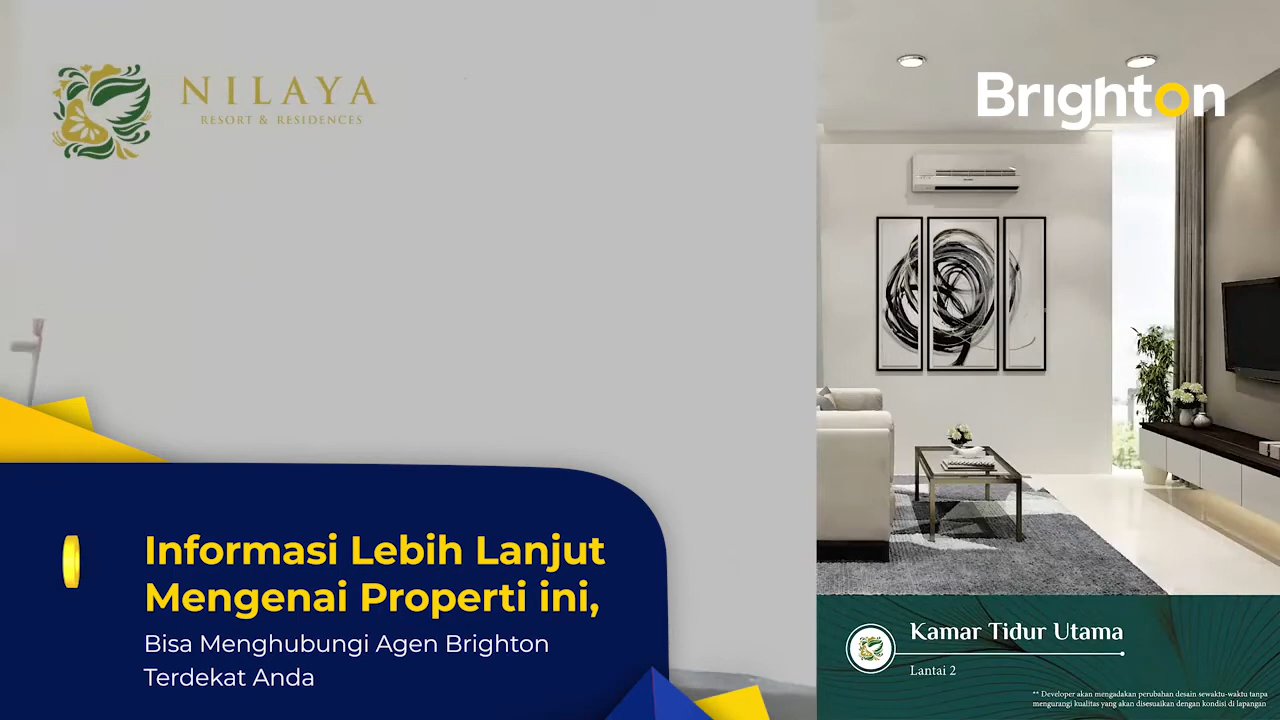 NILAYA
RESORT & RESIDENCES
Brighton
Informasi Lebih Lanjut
Mengenai Properti ini,
Bisa Menghubungi Agen Brighton
Terdekat Anda
Kamar Tidur Utama
Lantai 2
** Developer akan mengadakan perubahan desain sewaktu-waktu tanpa
mengurangi kualitas yang akan disesuaikan dengan kondisi di lapangan